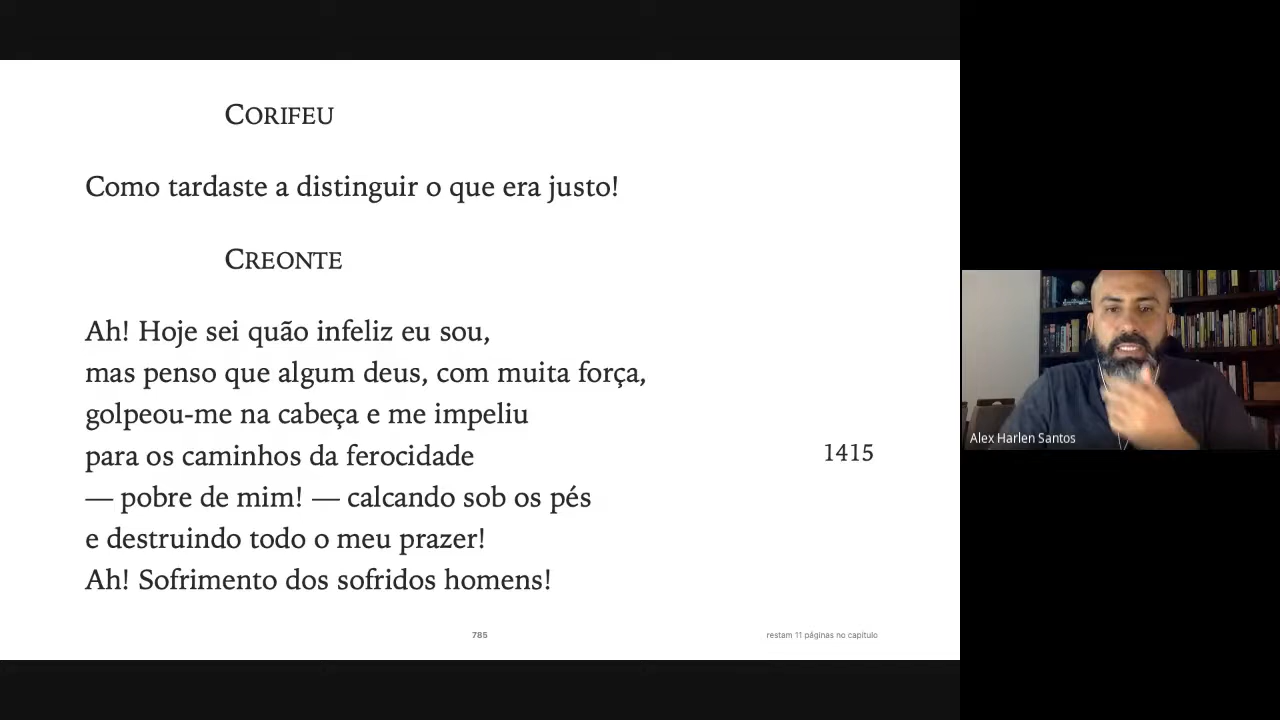 CORIFEU
Como tardaste a distinguir o que era justo!
CREONTE
Ah! Hoje sei quão infeliz eu sou,
mas penso que algum deus, com muita força,
golpeou-me na cabeça e me impeliu
para os caminhos da ferocidade
1415
— pobre de mim! — calcando sob os pés
e destruindo todo o meu prazer!
Ah! Sofrimento dos sofridos homens!
785
restam 11 páginas no capítulo
Alex Harlen Santos